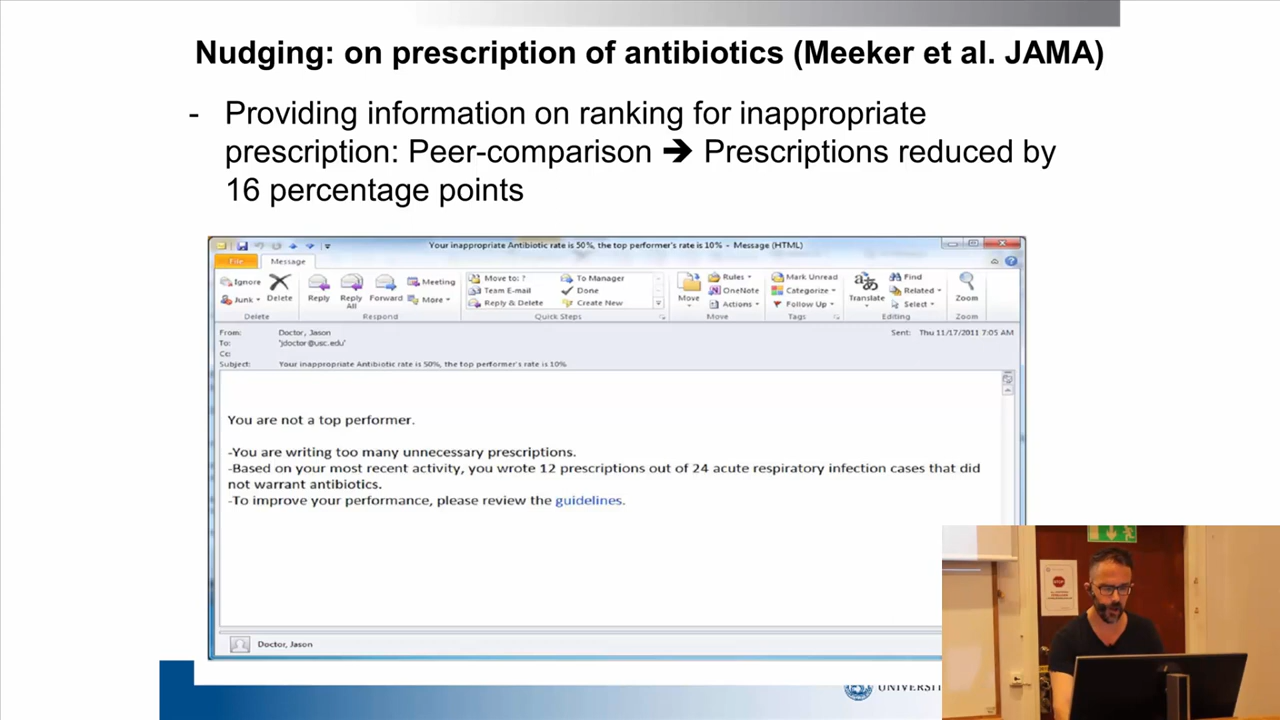 Nudging: on prescription of antibiotics (Meeker et al. JAMA)
- Providing information on ranking for inappropriate
prescription: Peer-comparison ➔ Prescriptions reduced by
16 percentage points
Your inappropriate Antibiotic rate is 50%, the top performer's rate is 10% - Message (HTML)
File Message
Ignore Meeting Move to: ? To Manager Rules Mark Unread Find
Team E-mail Done OneNote Categorize Related
Junk Delete Reply Reply All Forward More Reply & Delete Create New Move Actions Follow Up Translate Select Zoom
Delete Respond Quick Steps Move Tags Editing Zoom
From: Doctor, Jason Sent: Thu 11/17/2011 7:05 AM
To: 'jdoctor@usc.edu'
Cc
Subject: Your inappropriate Antibiotic rate is 50%, the top performer's rate is 10%
You are not a top performer.
-You are writing too many unnecessary prescriptions.
-Based on your most recent activity, you wrote 12 prescriptions out of 24 acute respiratory infection cases that did
not warrant antibiotics.
-To improve your performance, please review the guidelines.
Doctor, Jason